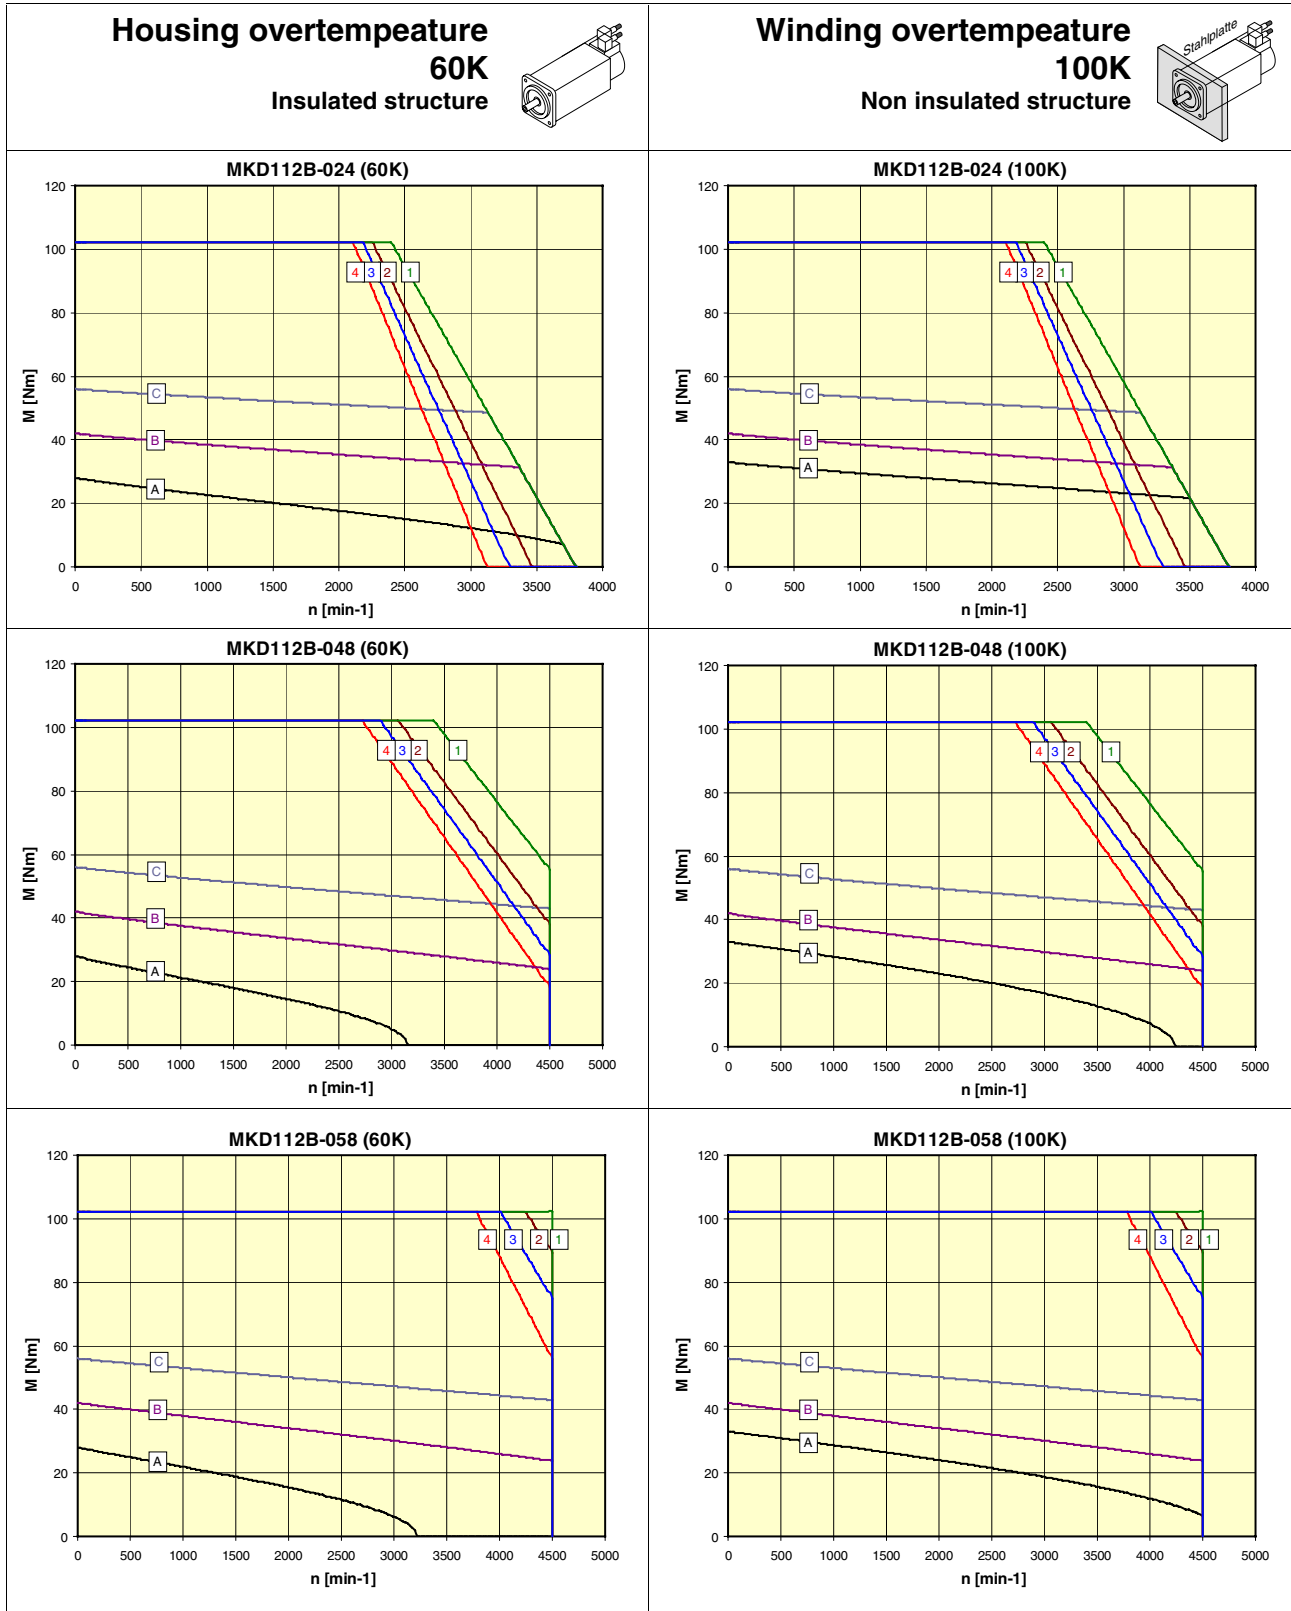 Housing overtempeature
60K
Insulated structure
Winding overtempeature
100K
Non insulated structure
Stahlplatte
MKD112B-024 (60K)
120
100
80
60
40
20
0
M [Nm]
4 3 2 1
C
B
A
0 500 1000 1500 2000 2500 3000 3500 4000
n [min-1]
MKD112B-024 (100K)
120
100
80
60
40
20
0
M [Nm]
4 3 2 1
C
B
A
0 500 1000 1500 2000 2500 3000 3500 4000
n [min-1]
MKD112B-048 (60K)
120
100
80
60
40
20
0
M [Nm]
4 3 2 1
C
B
A
0 500 1000 1500 2000 2500 3000 3500 4000 4500 5000
n [min-1]
MKD112B-048 (100K)
120
100
80
60
40
20
0
M [Nm]
4 3 2 1
C
B
A
0 500 1000 1500 2000 2500 3000 3500 4000 4500 5000
n [min-1]
MKD112B-058 (60K)
120
100
80
60
40
20
0
M [Nm]
4 3 2 1
C
B
A
0 500 1000 1500 2000 2500 3000 3500 4000 4500 5000
n [min-1]
MKD112B-058 (100K)
120
100
80
60
40
20
0
M [Nm]
4 3 2 1
C
B
A
0 500 1000 1500 2000 2500 3000 3500 4000 4500 5000
n [min-1]